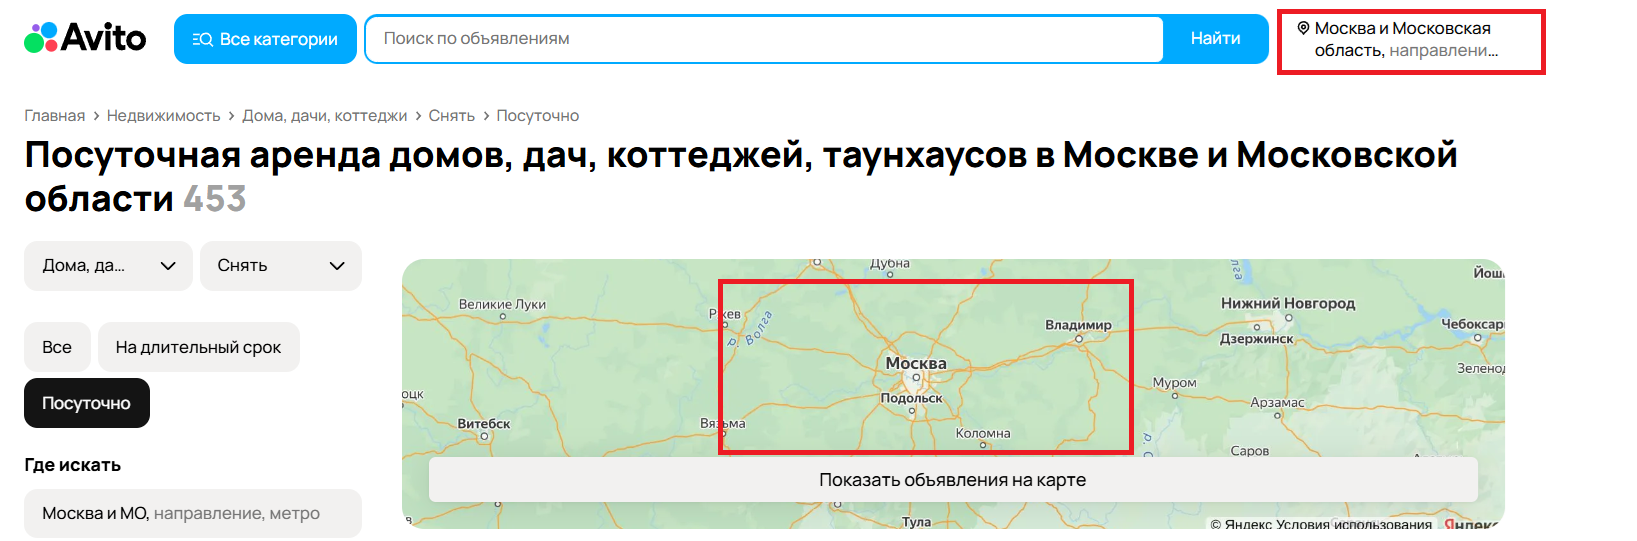 Avito
Все категории
Поиск по объявлениям
Найти
Москва и Московская
область, направлени...
Главная > Недвижимость > Дома, дачи, коттеджи > Снять > Посуточно
Посуточная аренда домов, дач, коттеджей, таунхаусов в Москве и Московской
области 453
Дома, да...
Снять
Все
На длительный срок
Посуточно
Где искать
Москва и МО, направление, метро
Дубна
Великие Луки
Ржев
р. Волга
Владимир
Нижний Новгород
Дзержинск
Чебоксар
Йош
Москва
Подольск
Муром
Арзамас
Зеленод
Витебск
Вязьма
Коломна
Саров
Показать объявления на карте
Тула
© Яндекс Условия использования
Яндекс